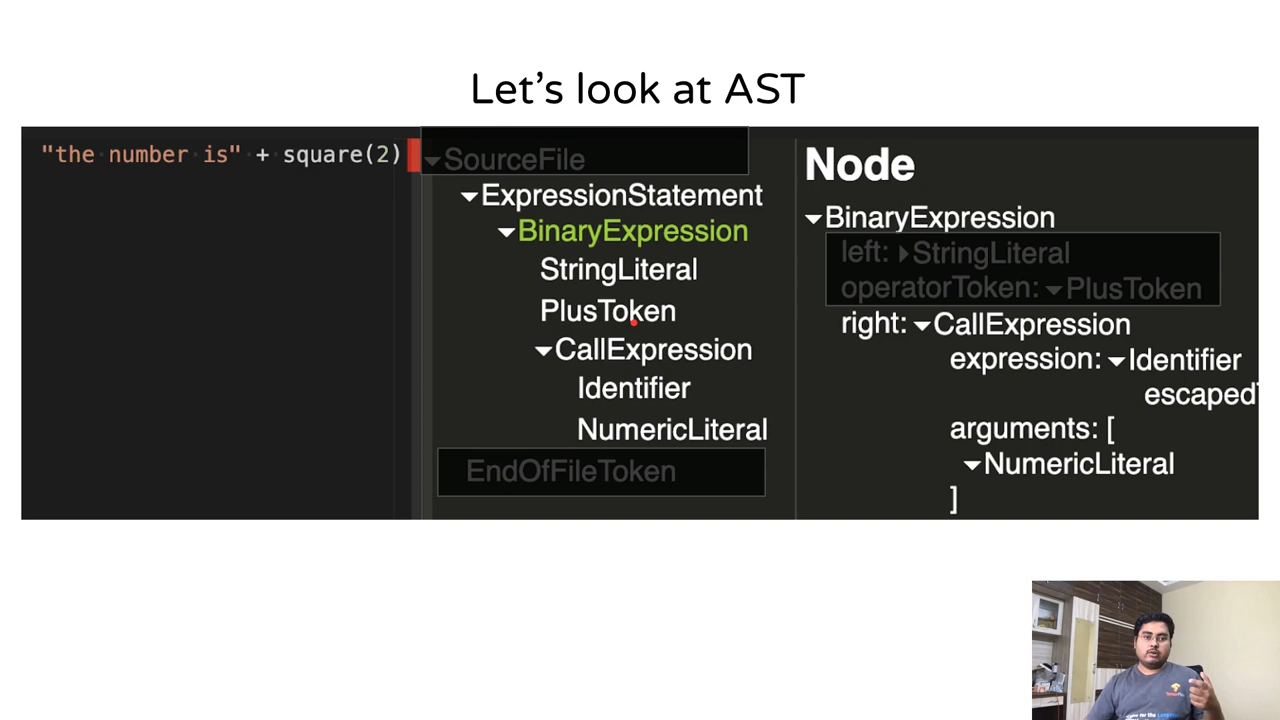 Let's look at AST
"the number is" + square(2)
SourceFile
ExpressionStatement
BinaryExpression
StringLiteral
PlusToken
CallExpression
Identifier
NumericLiteral
EndOfFileToken
Node
BinaryExpression
left: StringLiteral
operatorToken: PlusToken
right: CallExpression
expression: Identifier
escaped
arguments: [
NumericLiteral
]